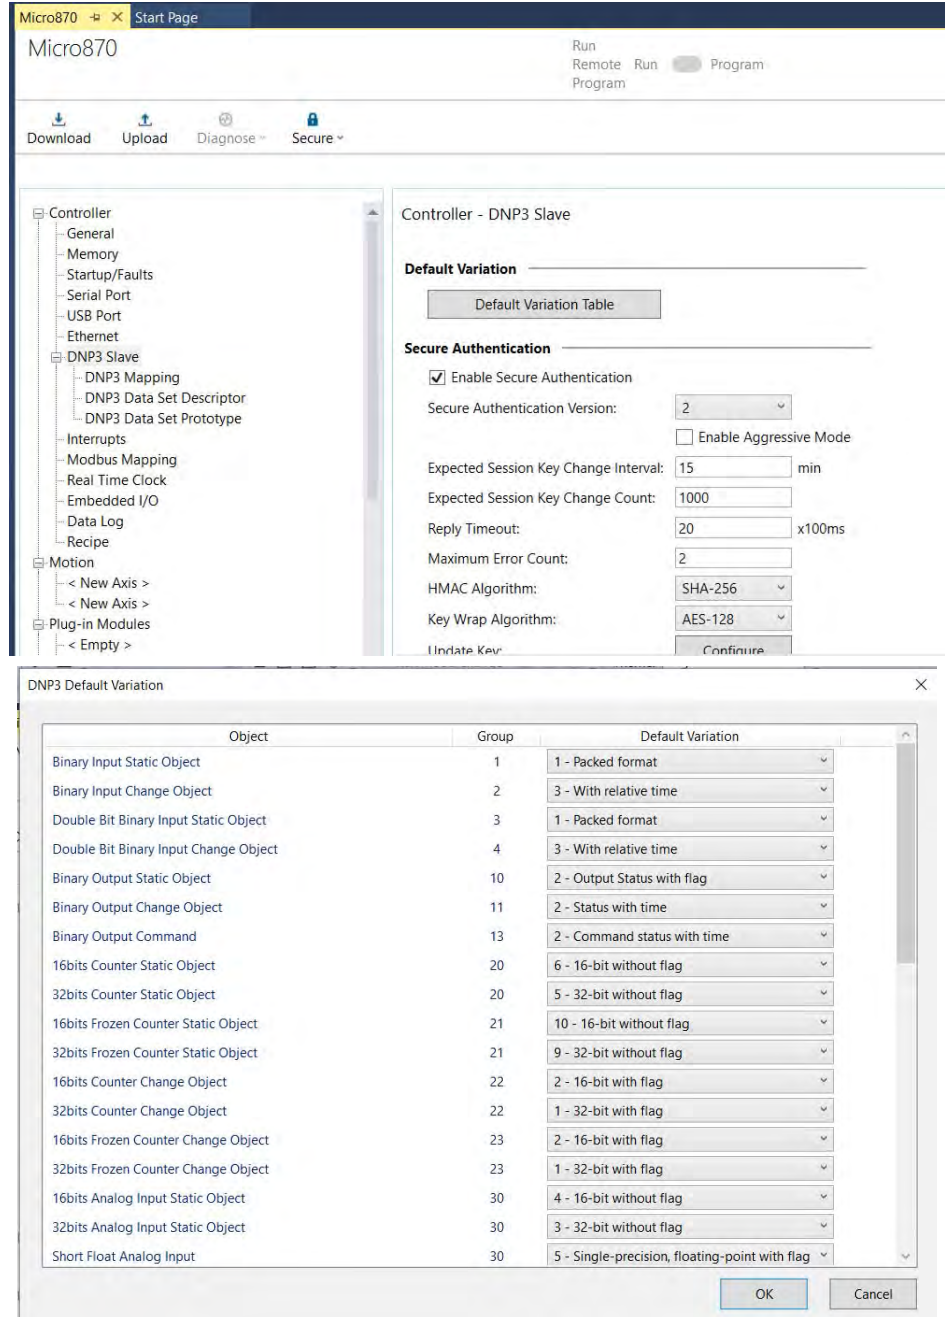 Micro870 Start Page
Micro870
Run
Remote Run Program
Program
Download Upload Diagnose Secure
Controller
General
Memory
Startup/Faults
Serial Port
USB Port
Ethernet
DNP3 Slave
DNP3 Mapping
DNP3 Data Set Descriptor
DNP3 Data Set Prototype
Interrupts
Modbus Mapping
Real Time Clock
Embedded I/O
Data Log
Recipe
Motion
< New Axis >
< New Axis >
Plug-in Modules
< Empty >
Controller - DNP3 Slave
Default Variation
Default Variation Table
Secure Authentication
Enable Secure Authentication
Secure Authentication Version: 2
Enable Aggressive Mode
Expected Session Key Change Interval: 15 min
Expected Session Key Change Count: 1000
Reply Timeout: 20 x100ms
Maximum Error Count: 2
HMAC Algorithm: SHA-256
Key Wrap Algorithm: AES-128
Update Key: Configure
DNP3 Default Variation
Object Group Default Variation
Binary Input Static Object 1 1 - Packed format
Binary Input Change Object 2 3 - With relative time
Double Bit Binary Input Static Object 3 1 - Packed format
Double Bit Binary Input Change Object 4 3 - With relative time
Binary Output Static Object 10 2 - Output Status with flag
Binary Output Change Object 11 2 - Status with time
Binary Output Command 13 2 - Command status with time
16bits Counter Static Object 20 6 - 16-bit without flag
32bits Counter Static Object 20 5 - 32-bit without flag
16bits Frozen Counter Static Object 21 10 - 16-bit without flag
32bits Frozen Counter Static Object 21 9 - 32-bit without flag
16bits Counter Change Object 22 2 - 16-bit with flag
32bits Counter Change Object 22 1 - 32-bit with flag
16bits Frozen Counter Change Object 23 2 - 16-bit with flag
32bits Frozen Counter Change Object 23 1 - 32-bit with flag
16bits Analog Input Static Object 30 4 - 16-bit without flag
32bits Analog Input Static Object 30 3 - 32-bit without flag
Short Float Analog Input 30 5 - Single-precision, floating-point with flag
OK Cancel